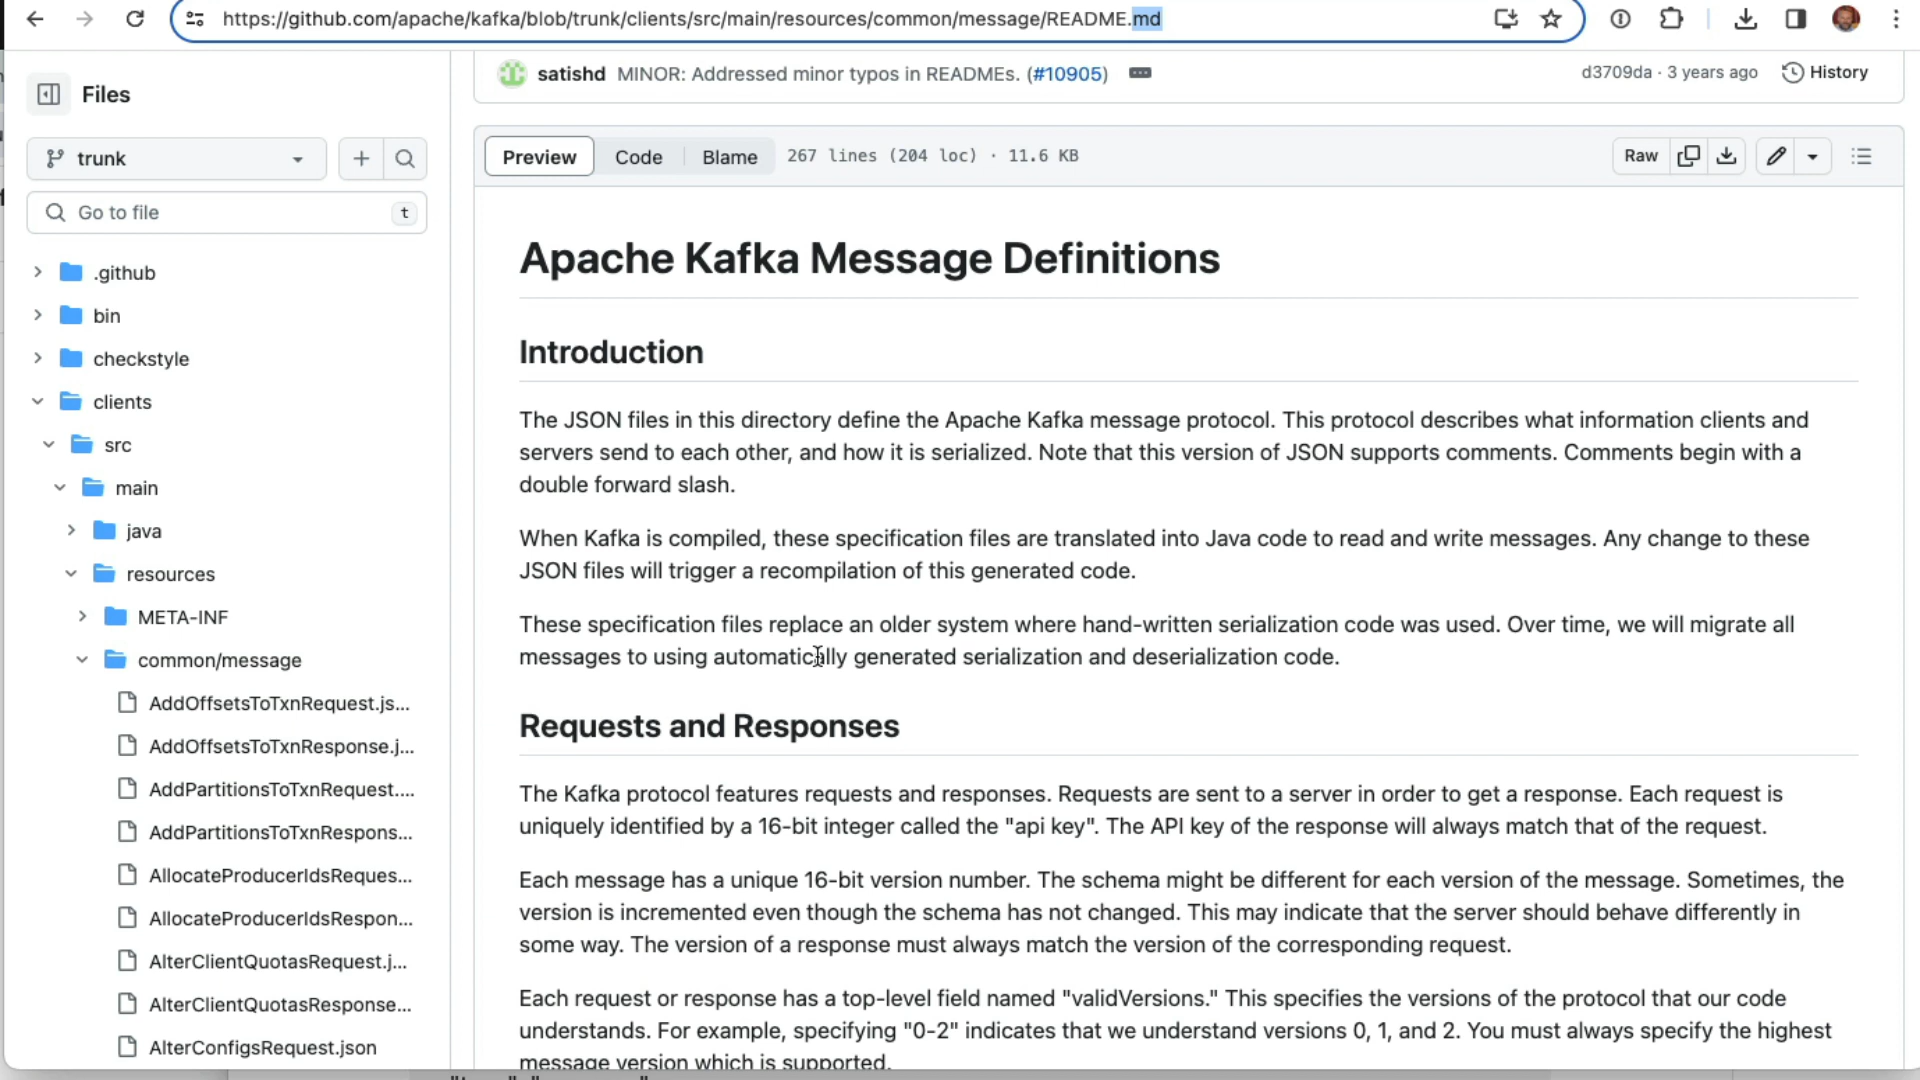 https://github.com/apache/kafka/blob/trunk/clients/src/main/resources/common/message/README.md
satishd MINOR: Addressed minor typos in READMEs. (#10905)
d3709da · 3 years ago
History
Files
trunk
Go to file
t
.github
bin
checkstyle
clients
src
main
java
resources
META-INF
common/message
AddOffsetsToTxnRequest.js...
AddOffsetsToTxnResponse.j...
AddPartitionsToTxnRequest....
AddPartitionsToTxnRespons...
AllocateProducerIdsReques...
AllocateProducerIdsRespon...
AlterClientQuotasRequest.j...
AlterClientQuotasResponse...
AlterConfigsRequest.json
Preview Code Blame 267 lines (204 loc) · 11.6 KB
Raw
Apache Kafka Message Definitions
Introduction
The JSON files in this directory define the Apache Kafka message protocol. This protocol describes what information clients and
servers send to each other, and how it is serialized. Note that this version of JSON supports comments. Comments begin with a
double forward slash.
When Kafka is compiled, these specification files are translated into Java code to read and write messages. Any change to these
JSON files will trigger a recompilation of this generated code.
These specification files replace an older system where hand-written serialization code was used. Over time, we will migrate all
messages to using automatically generated serialization and deserialization code.
Requests and Responses
The Kafka protocol features requests and responses. Requests are sent to a server in order to get a response. Each request is
uniquely identified by a 16-bit integer called the "api key". The API key of the response will always match that of the request.
Each message has a unique 16-bit version number. The schema might be different for each version of the message. Sometimes, the
version is incremented even though the schema has not changed. This may indicate that the server should behave differently in
some way. The version of a response must always match the version of the corresponding request.
Each request or response has a top-level field named "validVersions." This specifies the versions of the protocol that our code
understands. For example, specifying "0-2" indicates that we understand versions 0, 1, and 2. You must always specify the highest
message version which is supported.